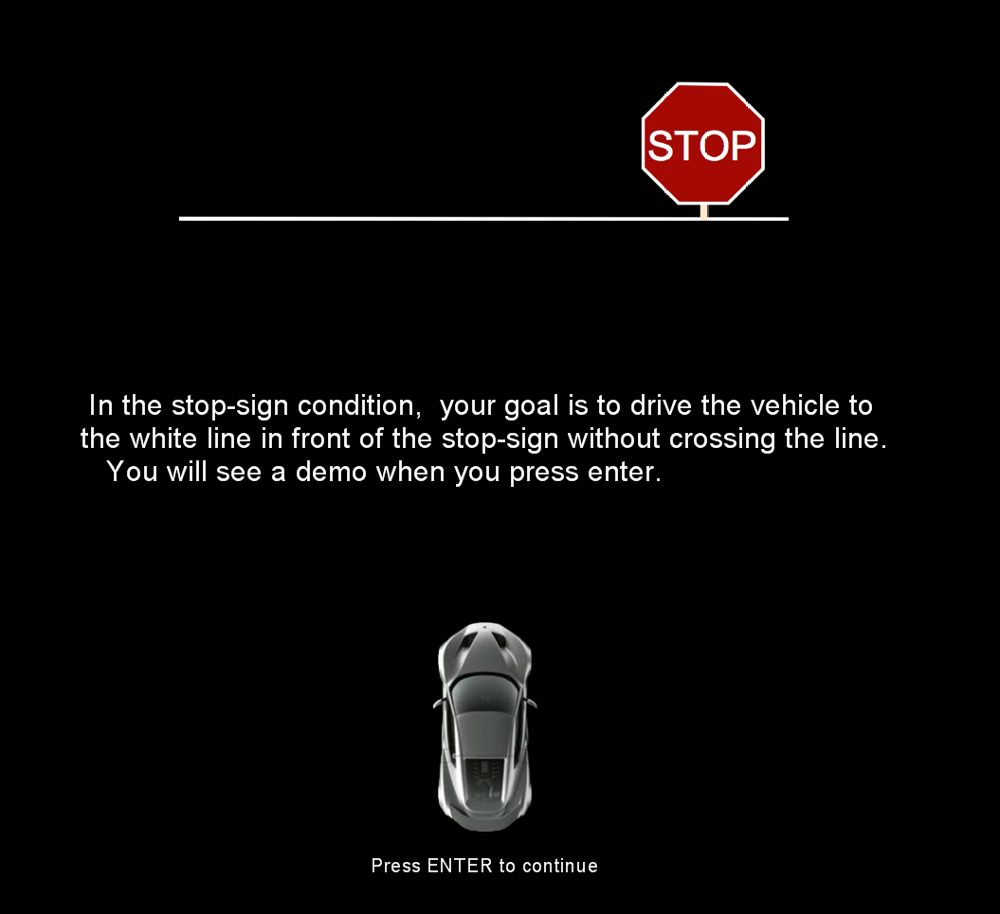 STOP
In the stop-sign condition,  your goal is to drive the vehicle to
the white line in front of the stop-sign without crossing the line.
You will see a demo when you press enter.
Press ENTER to continue